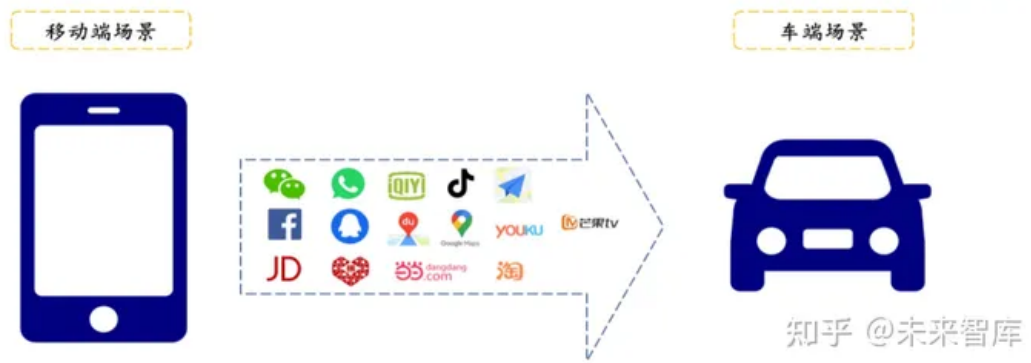 移动端场景
车端场景
iQIY
du
Google Maps
YOUKU
芒果tv
JD
当当 dangdang
.com
淘
知乎 @未来智库